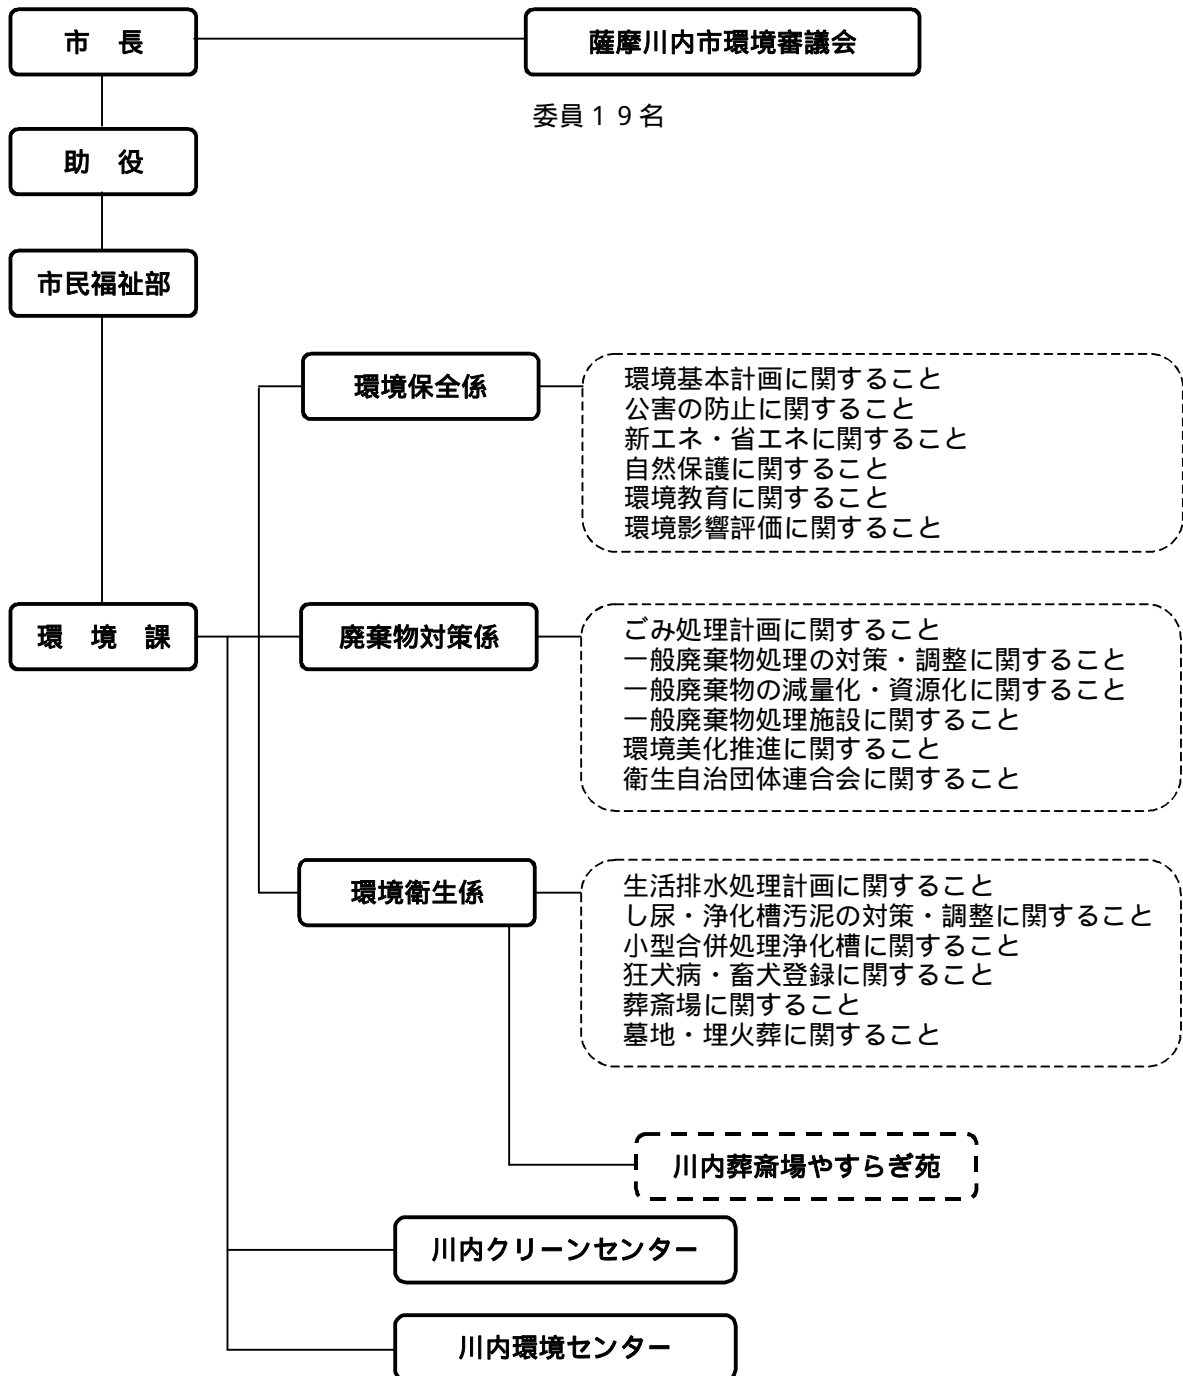 市　長
薩摩川内市環境審議会
委員１９名
助　役
市民福祉部
環境保全係
環境基本計画に関すること
公害の防止に関すること
新エネ・省エネに関すること
自然保護に関すること
環境教育に関すること
環境影響評価に関すること
環　境　課
廃棄物対策係
ごみ処理計画に関すること
一般廃棄物処理の対策・調整に関すること
一般廃棄物の減量化・資源化に関すること
一般廃棄物処理施設に関すること
環境美化推進に関すること
衛生自治団体連合会に関すること
環境衛生係
生活排水処理計画に関すること
し尿・浄化槽汚泥の対策・調整に関すること
小型合併処理浄化槽に関すること
狂犬病・畜犬登録に関すること
葬斎場に関すること
墓地・埋火葬に関すること
川内葬斎場やすらぎ苑
川内クリーンセンター
川内環境センター